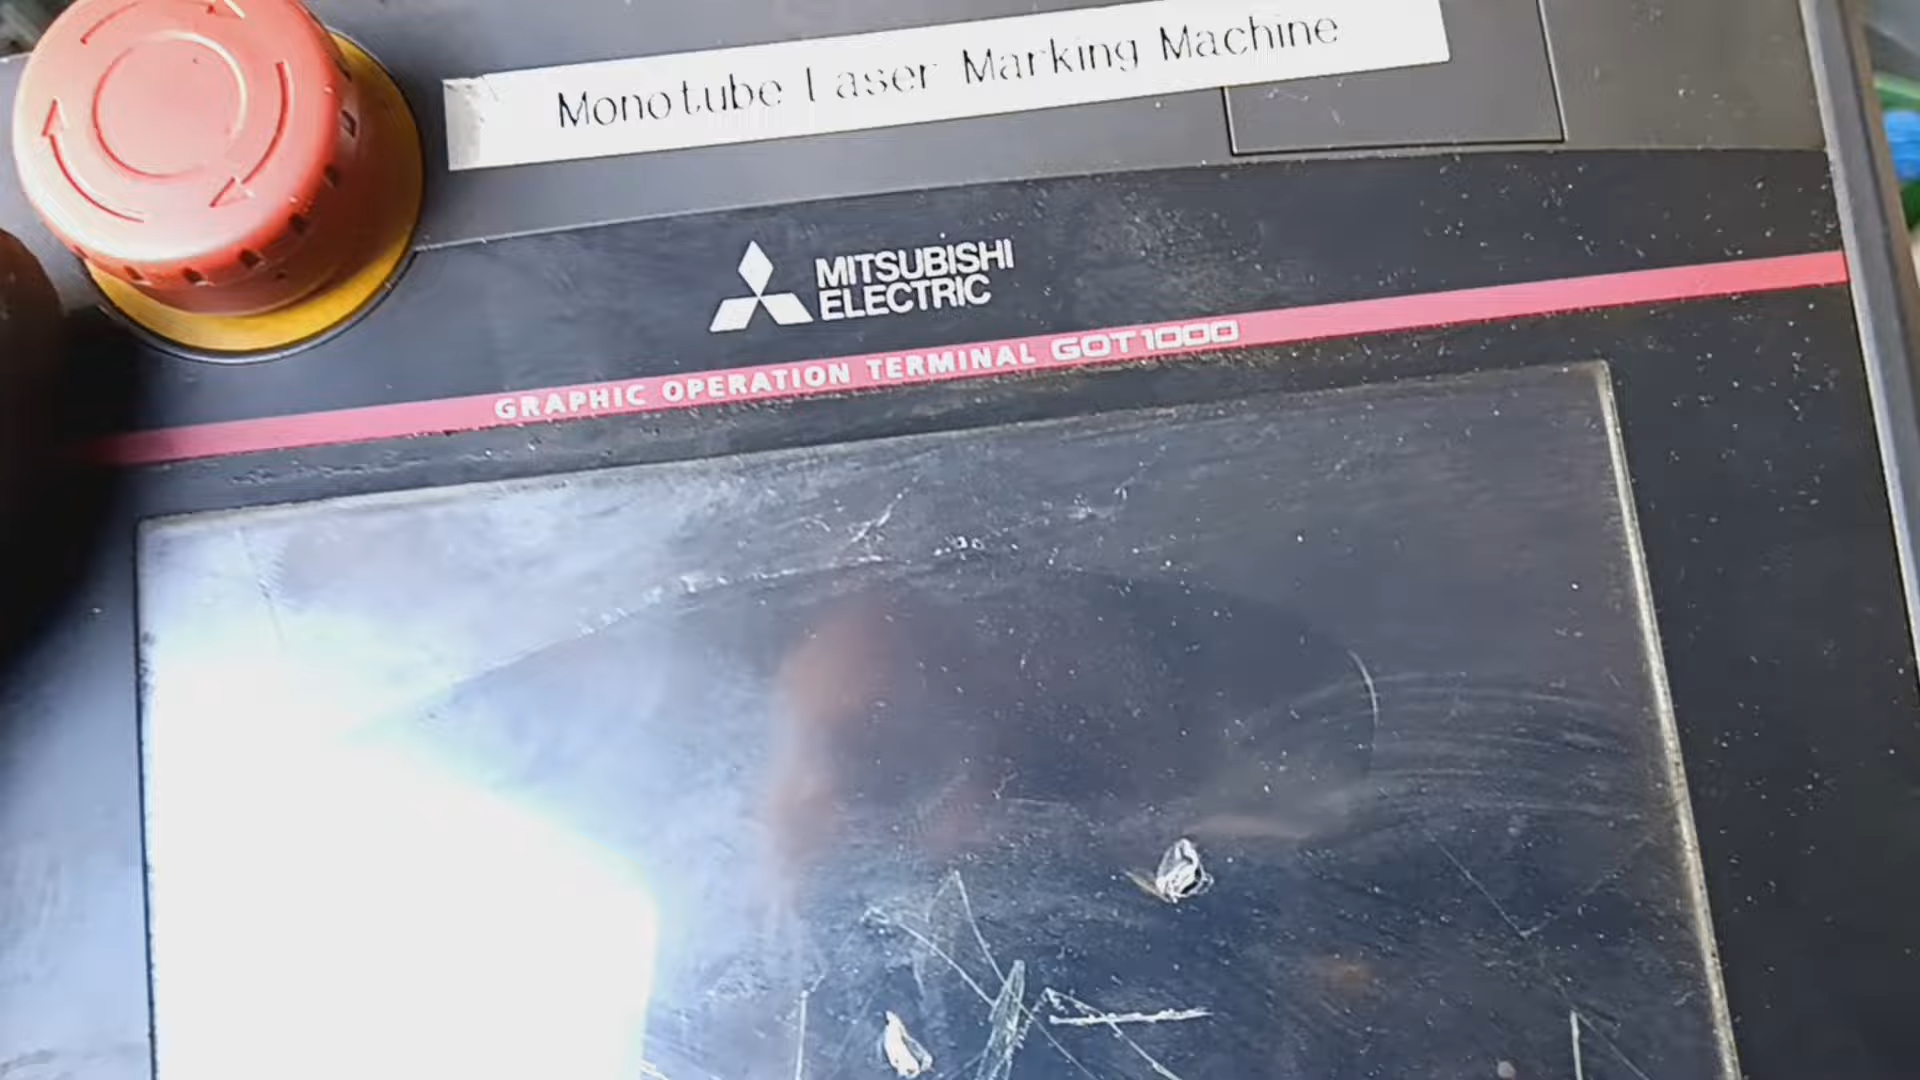 Monotube Laser Marking Machine
MITSUBISHI
ELECTRIC
GRAPHIC OPERATION TERMINAL GOT1000